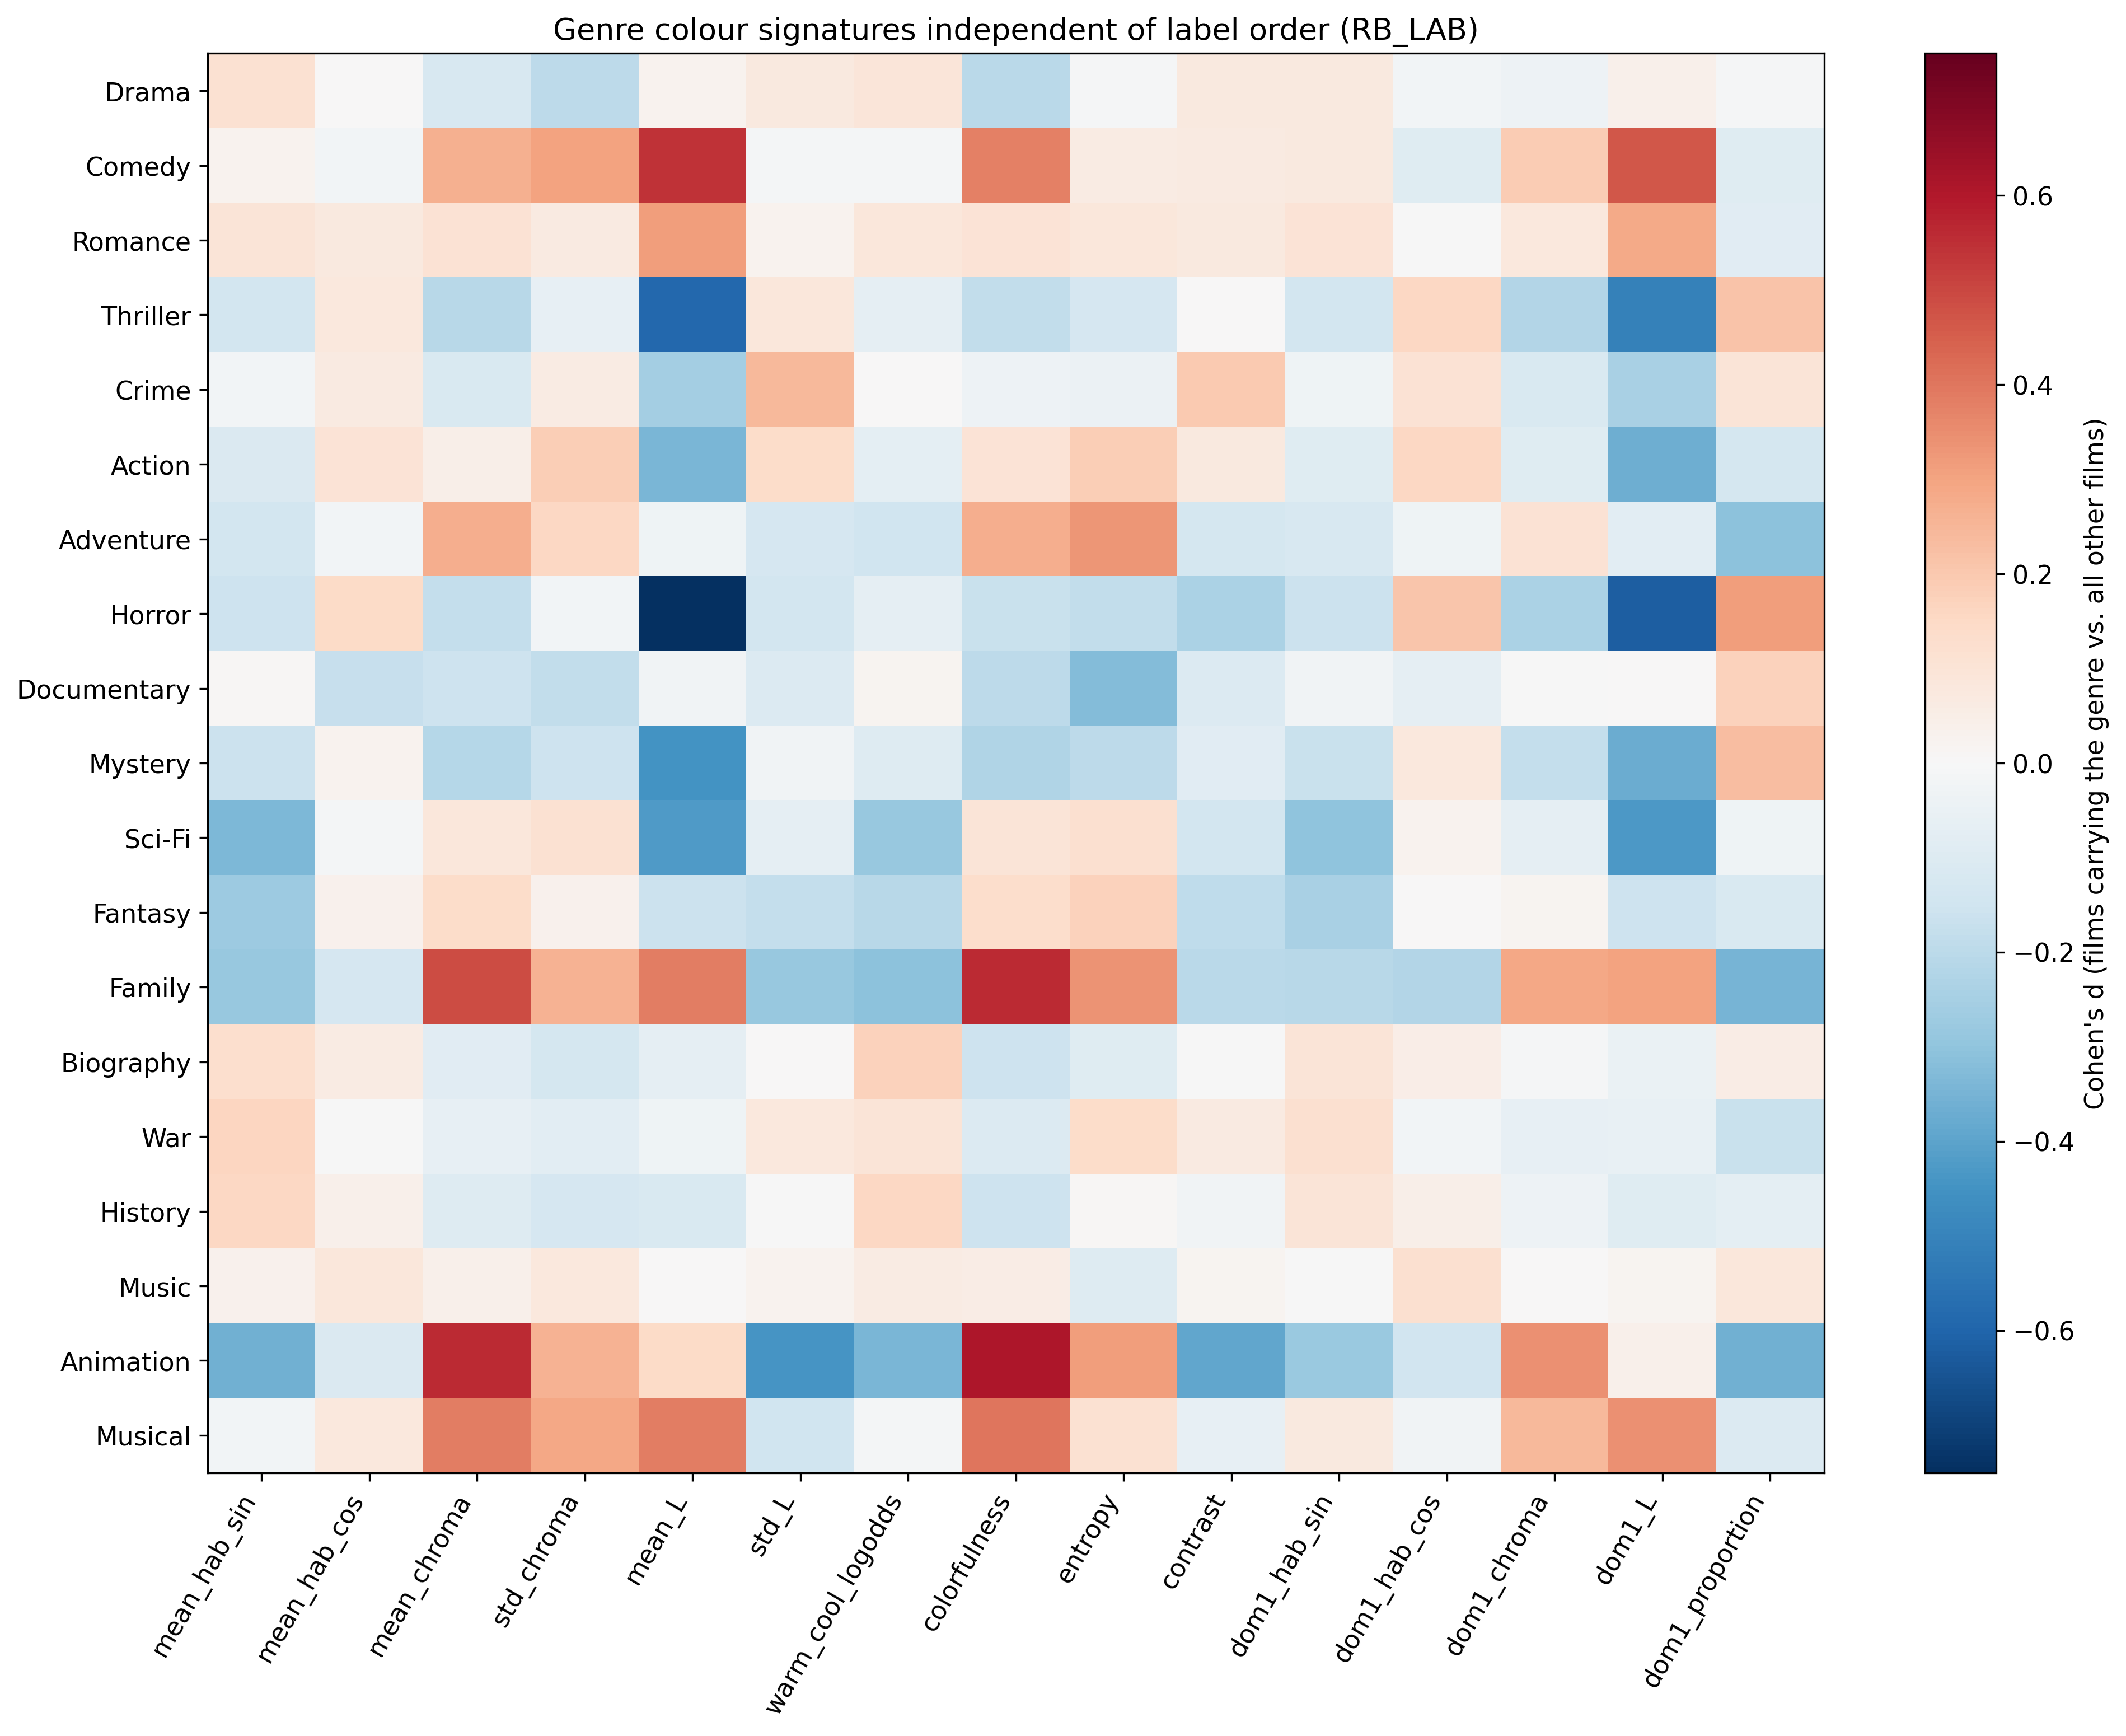 Genre colour signatures independent of label order (RB_LAB)
Drama
Comedy
Romance
Thriller
Crime
Action
Adventure
Horror
Documentary
Mystery
Sci-Fi
Fantasy
Family
Biography
War
History
Music
Animation
Musical
mean_hab_sin
mean_hab_cos
mean_chroma
std_chroma
mean_L
std_L
warm_cool_logodds
colorfulness
entropy
contrast
dom1_hab_sin
dom1_hab_cos
dom1_chroma
dom1_L
dom1_proportion
0.6
0.4
0.2
0.0
−0.2
−0.4
−0.6
Cohen's d (films carrying the genre vs. all other films)